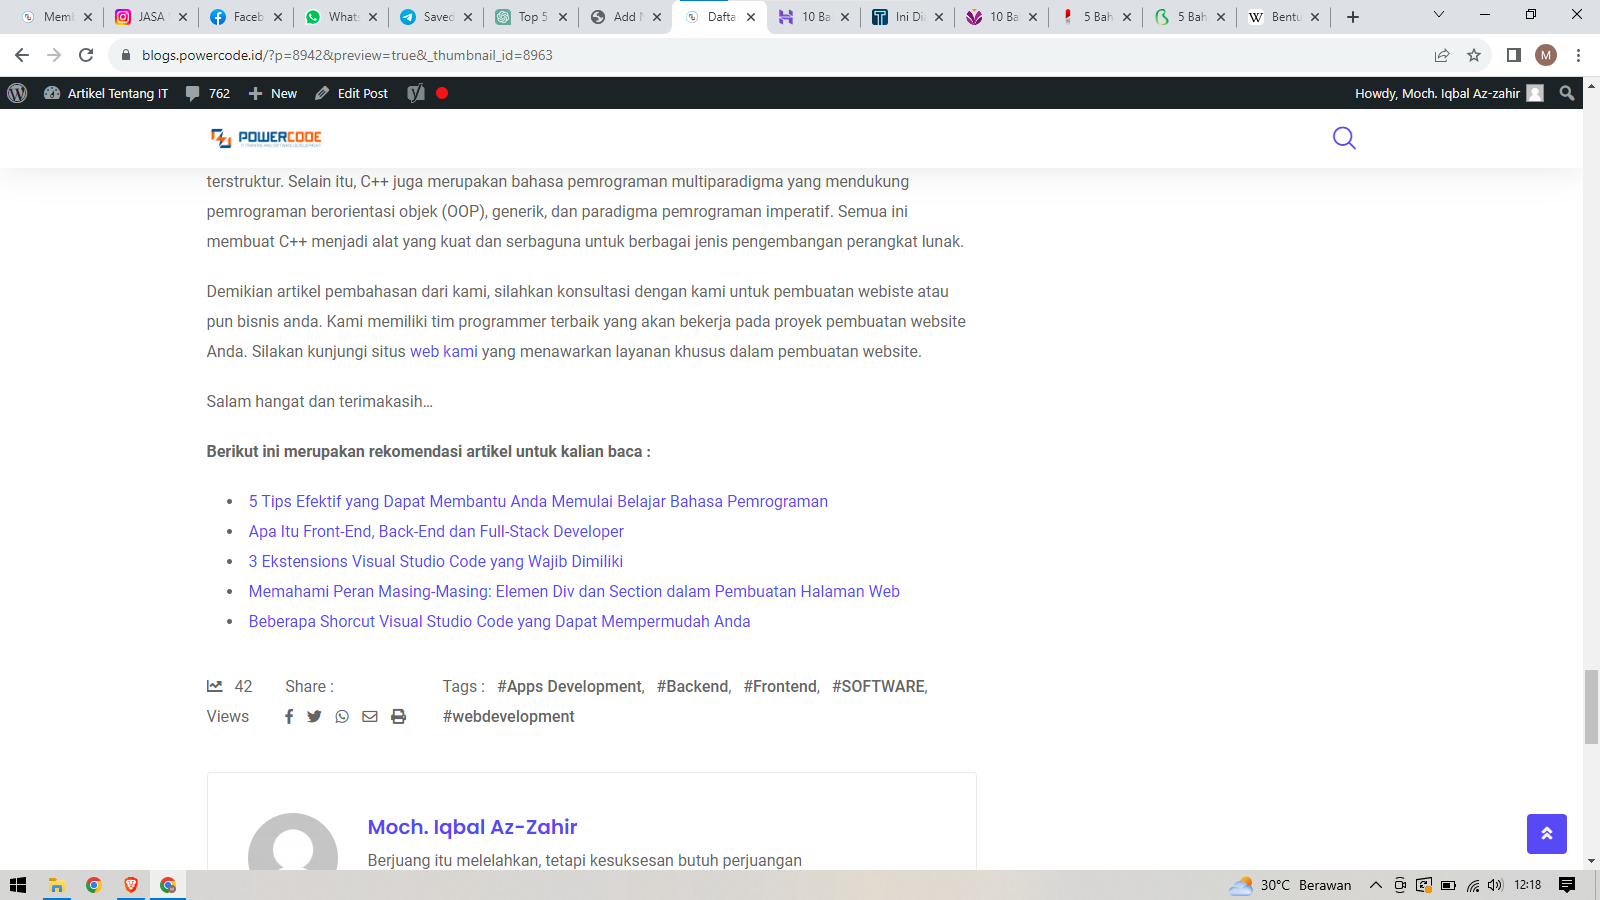 Memb
JASA
Faceb
Whats
Saved
Top 5
Add N
Dafta
10 Ba
Ini Di
10 Ba
5 Bah
5 Bah
W Bentu
blogs.powercode.id/?p=8942&preview=true&_thumbnail_id=8963
M
Artikel Tentang IT 762 New Edit Post
Howdy, Moch. Iqbal Az-zahir
POWERCODE
terstruktur. Selain itu, C++ juga merupakan bahasa pemrograman multiparadigma yang mendukung
pemrograman berorientasi objek (OOP), generik, dan paradigma pemrograman imperatif. Semua ini
membuat C++ menjadi alat yang kuat dan serbaguna untuk berbagai jenis pengembangan perangkat lunak.
Demikian artikel pembahasan dari kami, silahkan konsultasi dengan kami untuk pembuatan webiste atau
pun bisnis anda. Kami memiliki tim programmer terbaik yang akan bekerja pada proyek pembuatan website
Anda. Silakan kunjungi situs web kami yang menawarkan layanan khusus dalam pembuatan website.
Salam hangat dan terimakasih...
Berikut ini merupakan rekomendasi artikel untuk kalian baca :
• 5 Tips Efektif yang Dapat Membantu Anda Memulai Belajar Bahasa Pemrograman
• Apa Itu Front-End, Back-End dan Full-Stack Developer
• 3 Ekstensions Visual Studio Code yang Wajib Dimiliki
• Memahami Peran Masing-Masing: Elemen Div dan Section dalam Pembuatan Halaman Web
• Beberapa Shorcut Visual Studio Code yang Dapat Mempermudah Anda
42 Share : Tags : #Apps Development, #Backend, #Frontend, #SOFTWARE,
Views #webdevelopment
Moch. Iqbal Az-Zahir
Berjuang itu melelahkan, tetapi kesuksesan butuh perjuangan
30°C Berawan 12:18